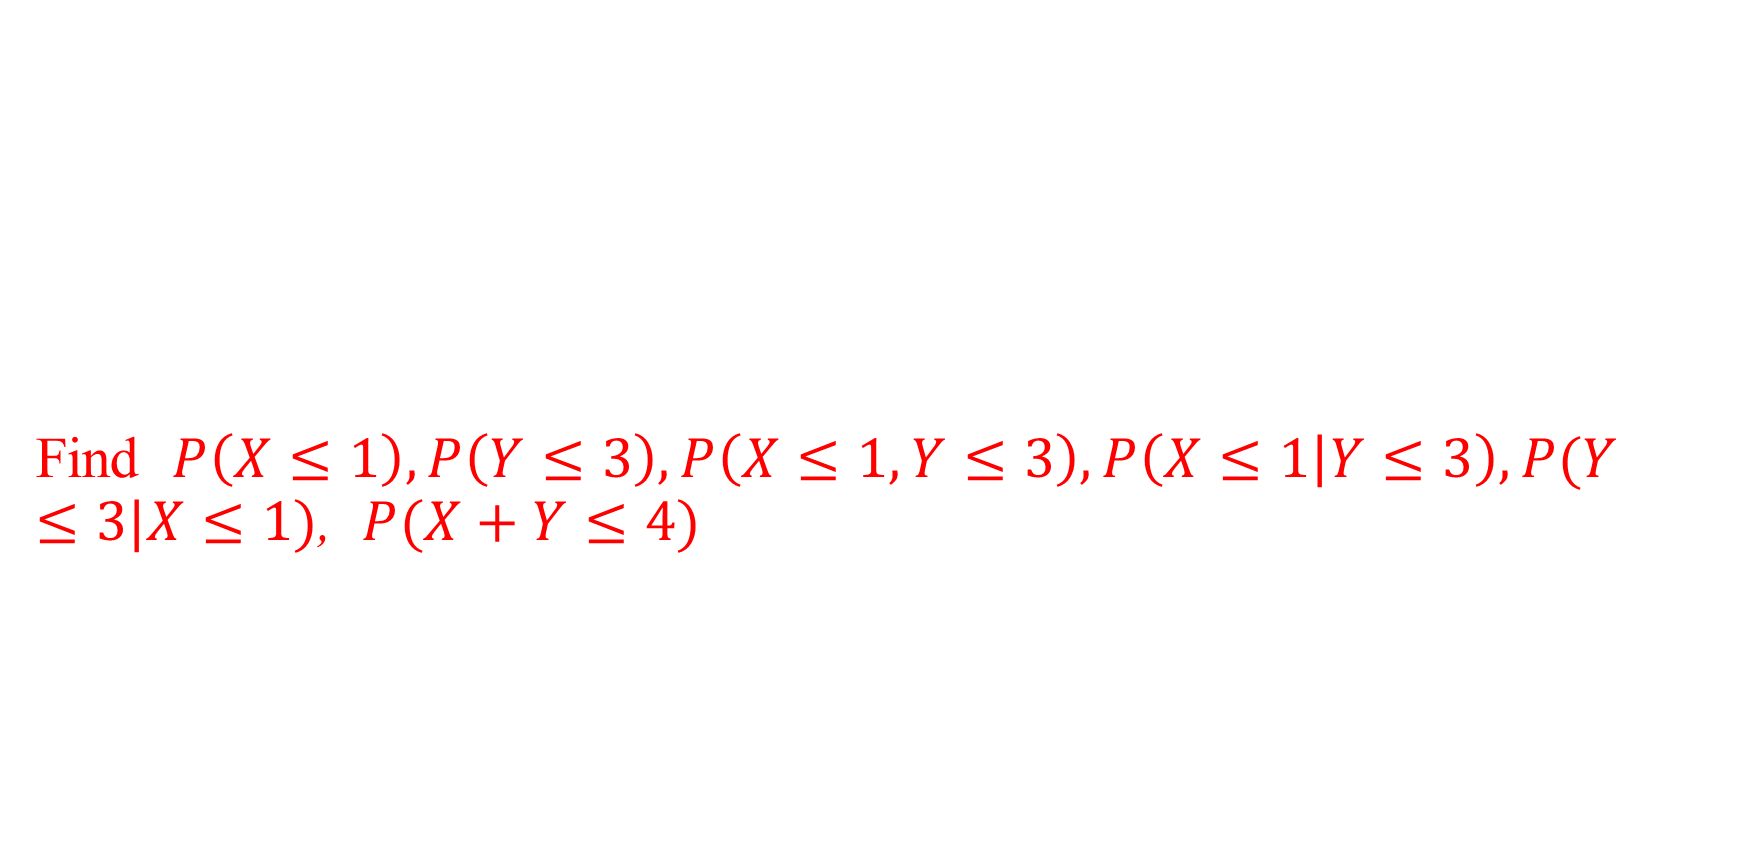 Find P(X ≤ 1), P(Y ≤ 3), P(X ≤ 1, Y ≤ 3), P(X ≤ 1|Y ≤ 3), P(Y
≤ 3|X ≤ 1), P(X + Y ≤ 4)